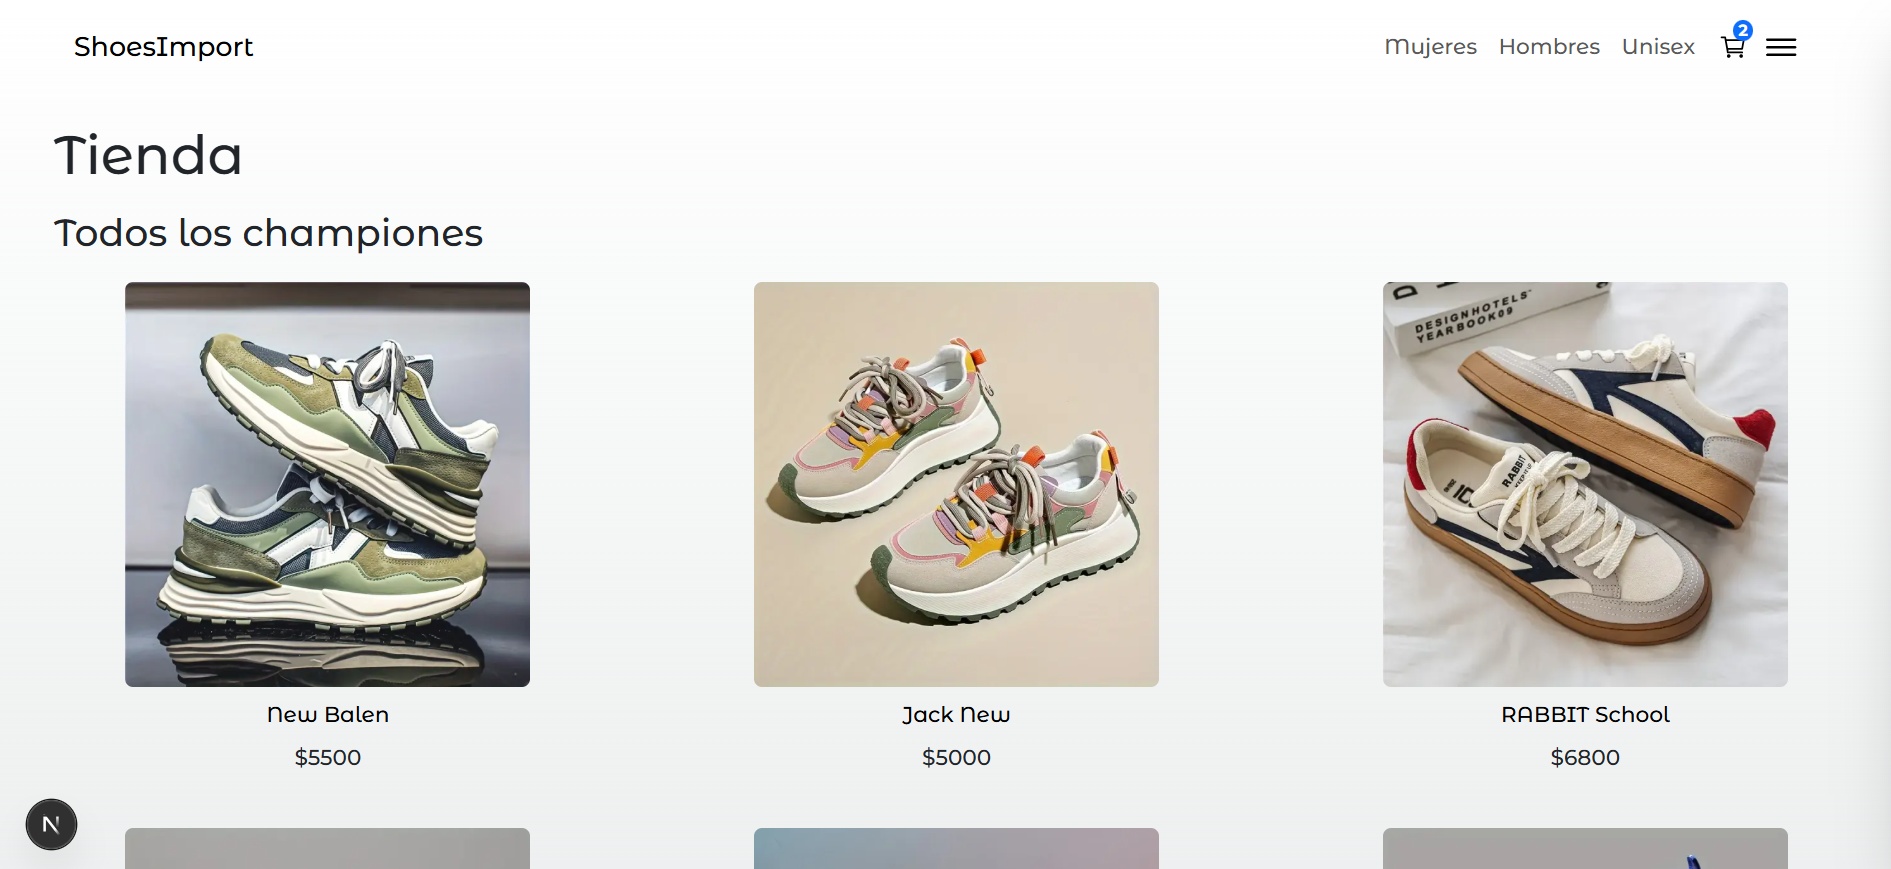 ShoesImport
Mujeres Hombres Unisex 2
Tienda
Todos los championes
DESIGNHOTELS™
YEARBOOK09
RABBIT
New Balen
Jack New
RABBIT School
$5500
$5000
$6800
N